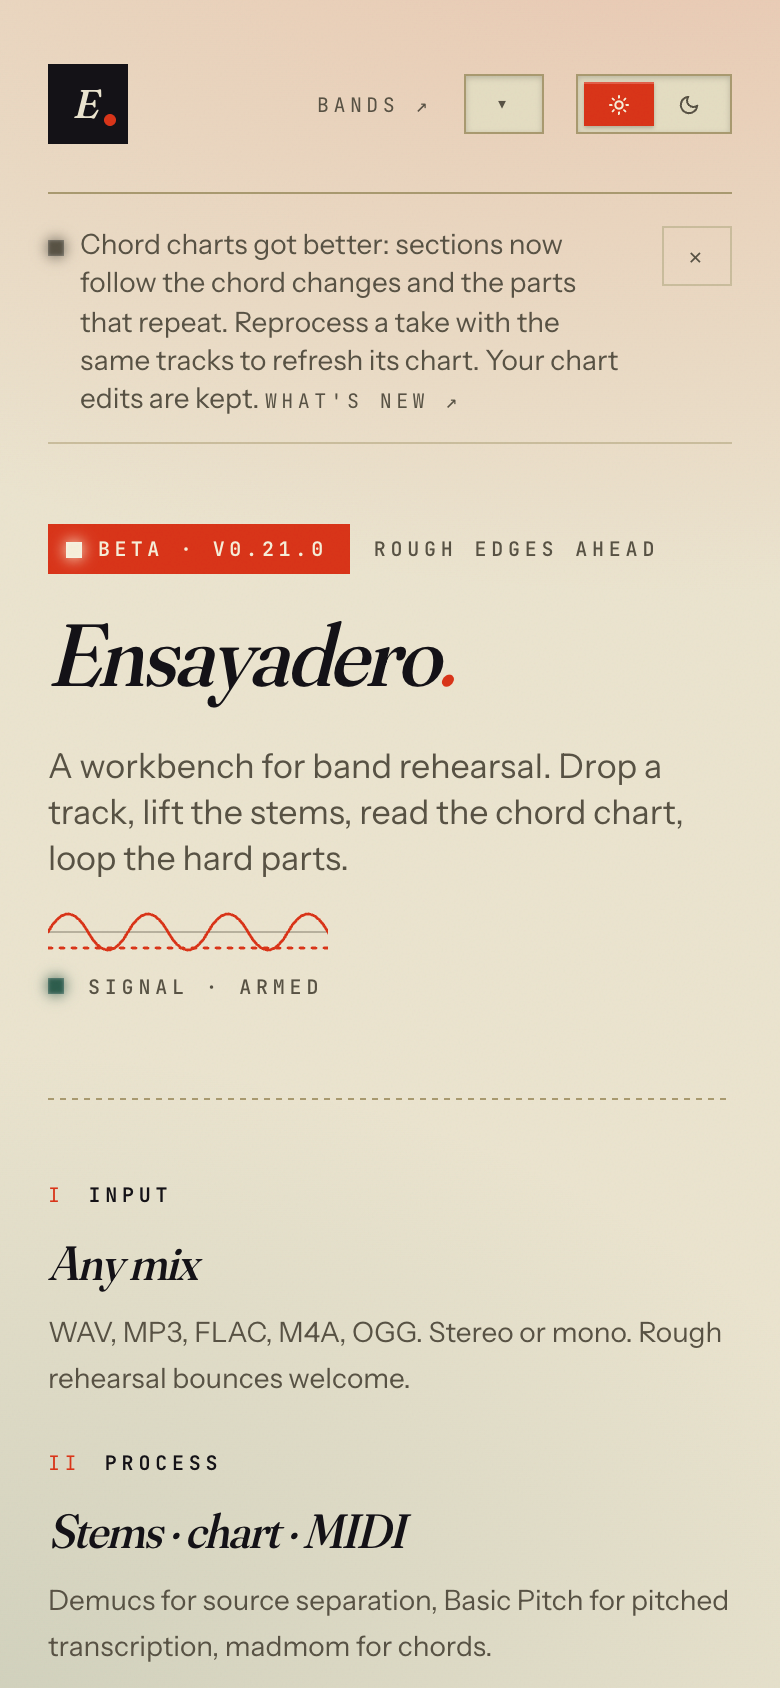 E.
BANDS ↗
▼
Chord charts got better: sections now
follow the chord changes and the parts
that repeat. Reprocess a take with the
same tracks to refresh its chart. Your chart
edits are kept. WHAT'S NEW ↗
×
BETA · V0.21.0
ROUGH EDGES AHEAD
Ensayadero.
A workbench for band rehearsal. Drop a
track, lift the stems, read the chord chart,
loop the hard parts.
SIGNAL · ARMED
I INPUT
Any mix
WAV, MP3, FLAC, M4A, OGG. Stereo or mono. Rough
rehearsal bounces welcome.
II PROCESS
Stems · chart · MIDI
Demucs for source separation, Basic Pitch for pitched
transcription, madmom for chords.